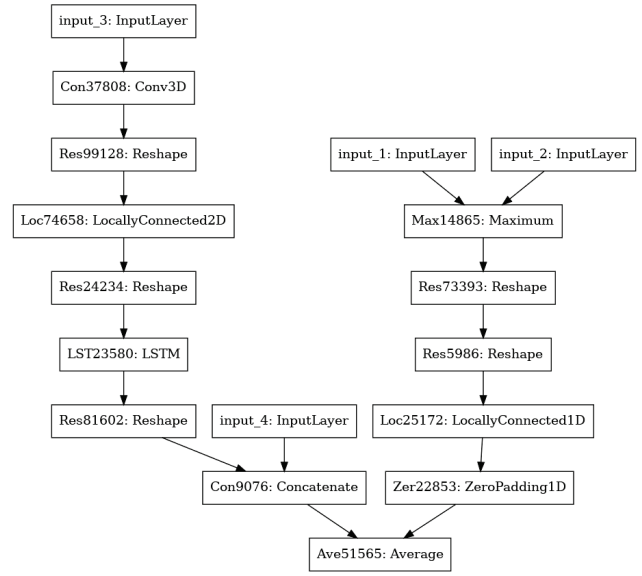 input_3: InputLayer
Con37808: Conv3D
Res99128: Reshape
input_1: InputLayer
input_2: InputLayer
Loc74658: LocallyConnected2D
Max14865: Maximum
Res24234: Reshape
Res73393: Reshape
LST23580: LSTM
Res5986: Reshape
Res81602: Reshape
input_4: InputLayer
Loc25172: LocallyConnected1D
Con9076: Concatenate
Zer22853: ZeroPadding1D
Ave51565: Average